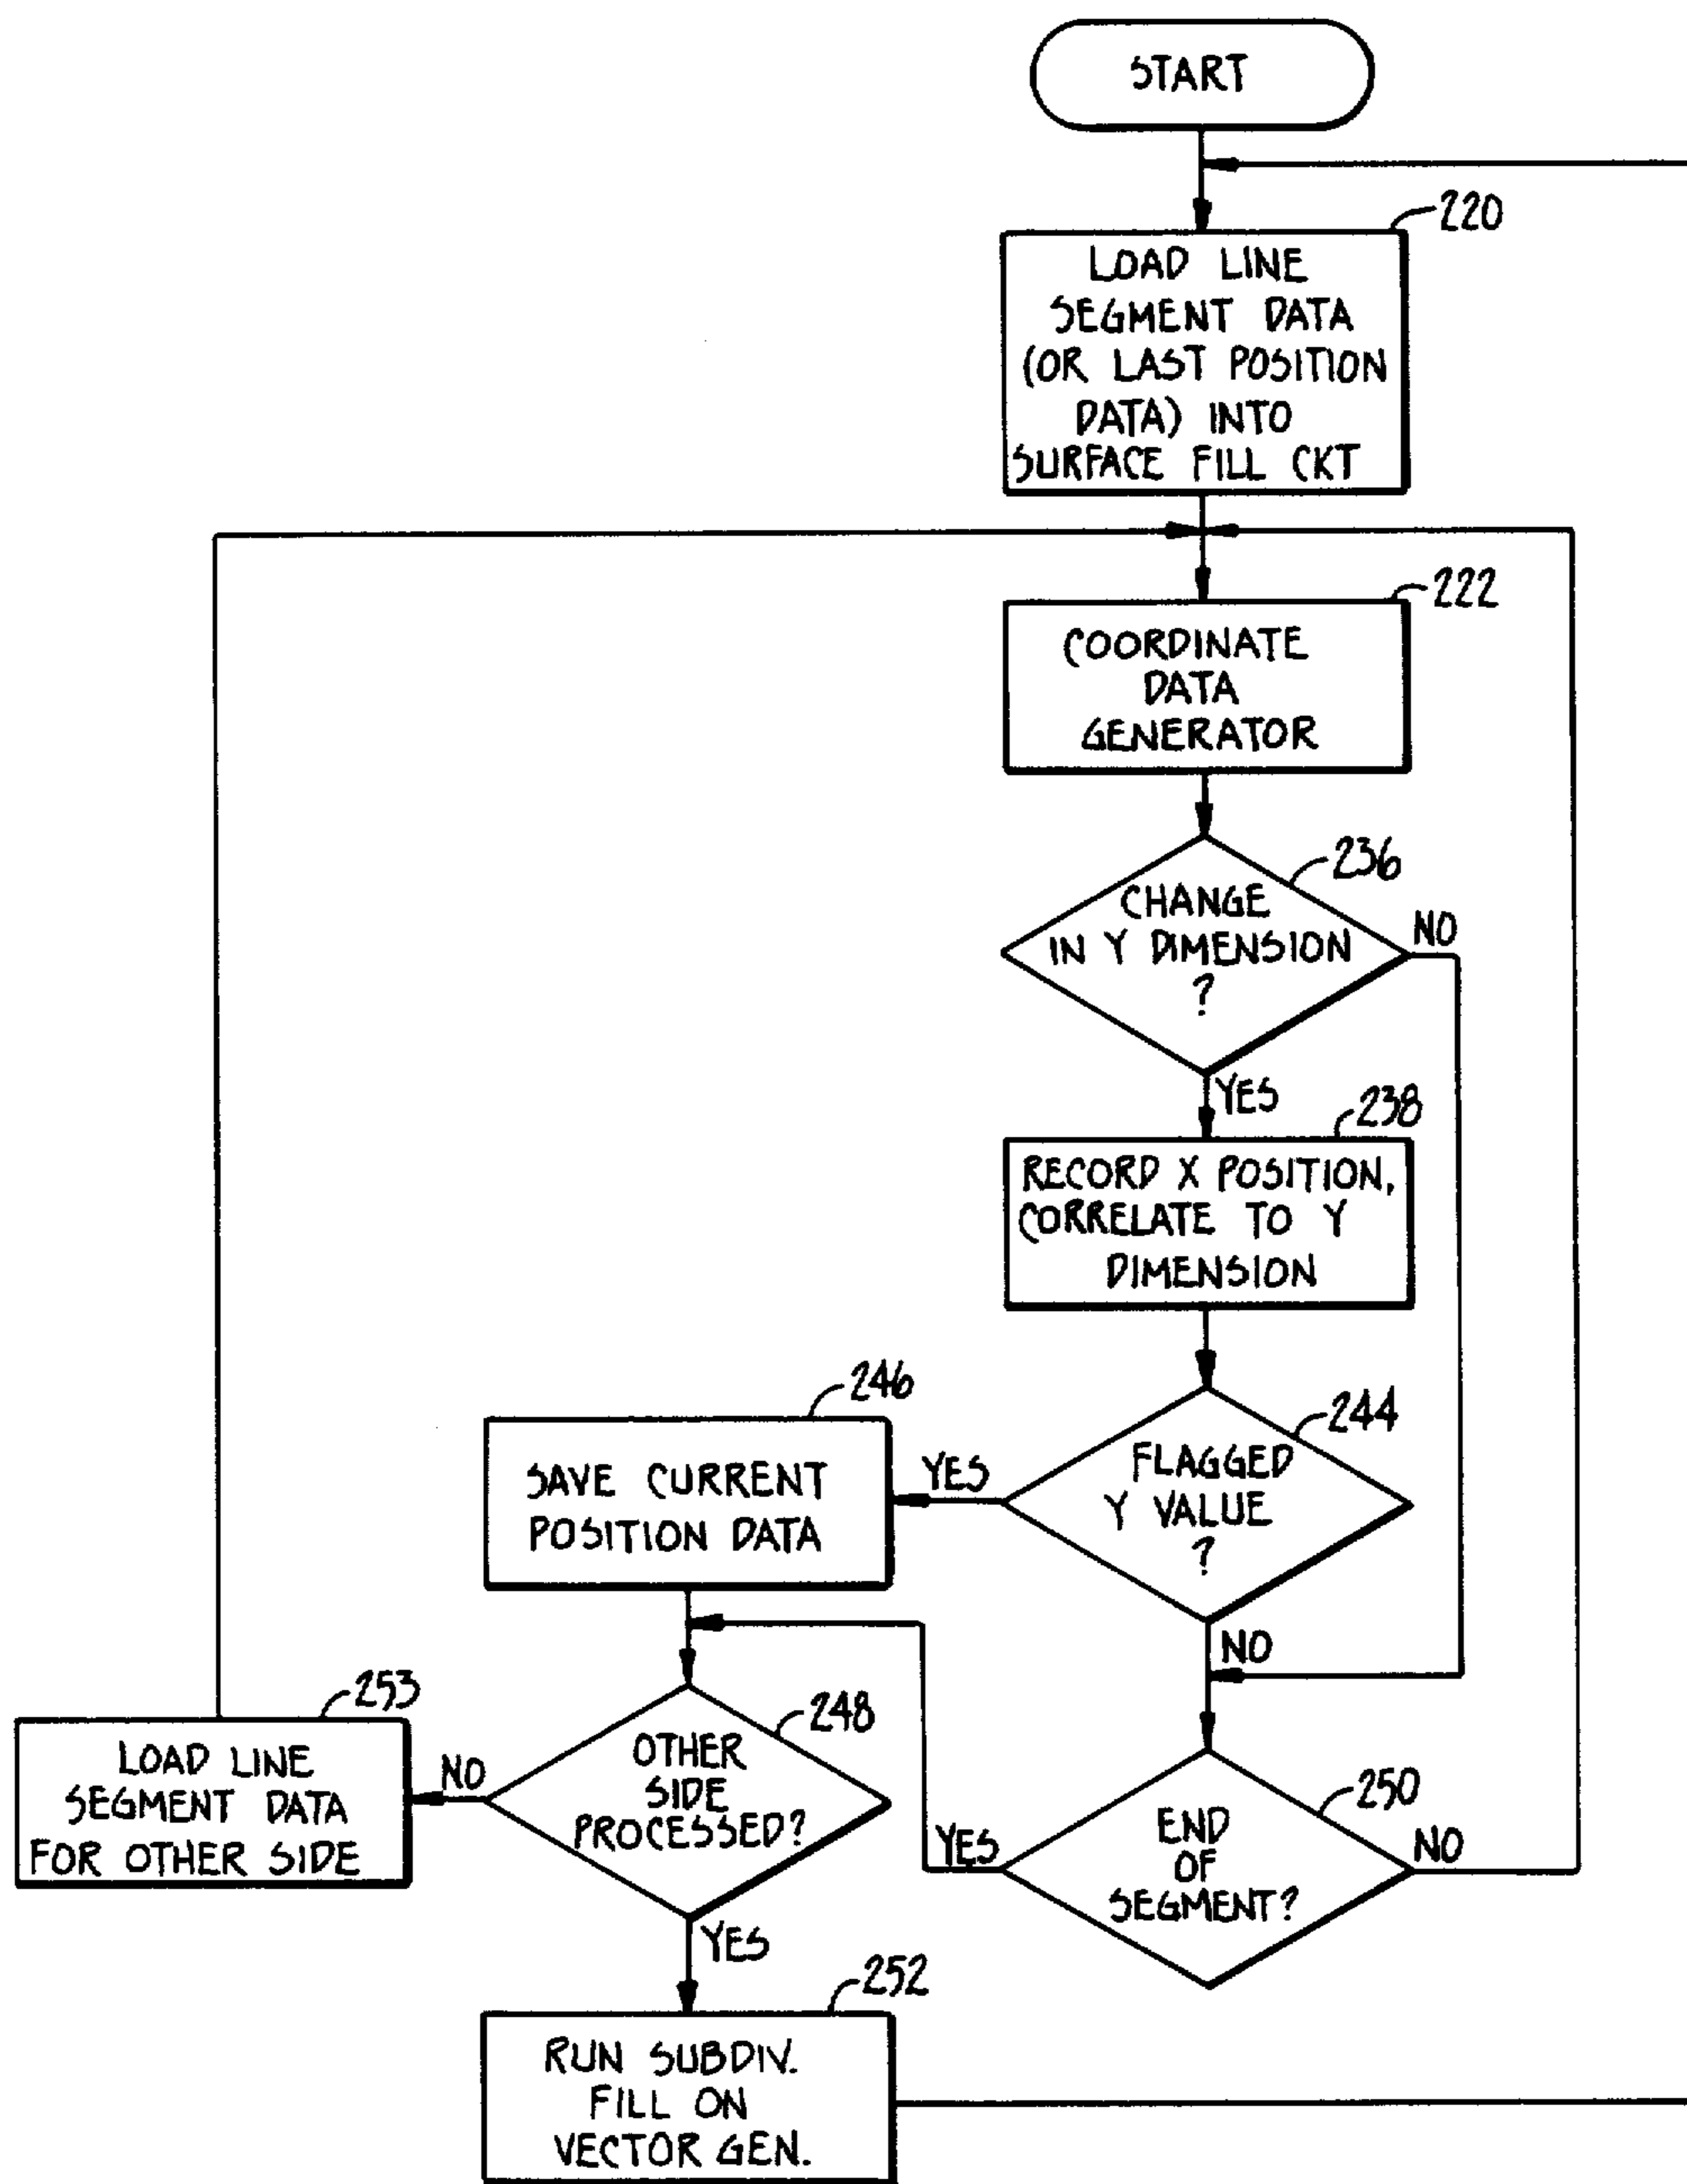 START
220
LOAD LINE
SEGMENT DATA
(OR LAST POSITION
DATA) INTO
SURFACE FILL CKT
222
COORDINATE
DATA
GENERATOR
236
CHANGE
IN Y DIMENSION
?
NO
YES
238
RECORD X POSITION,
CORRELATE TO Y
DIMENSION
244
FLAGGED
Y VALUE
?
YES
NO
246
SAVE CURRENT
POSITION DATA
248
OTHER
SIDE
PROCESSED?
NO
YES
253
LOAD LINE
SEGMENT DATA
FOR OTHER SIDE
250
END
OF
SEGMENT?
YES
NO
252
RUN SUBDIV.
FILL ON
VECTOR GEN.